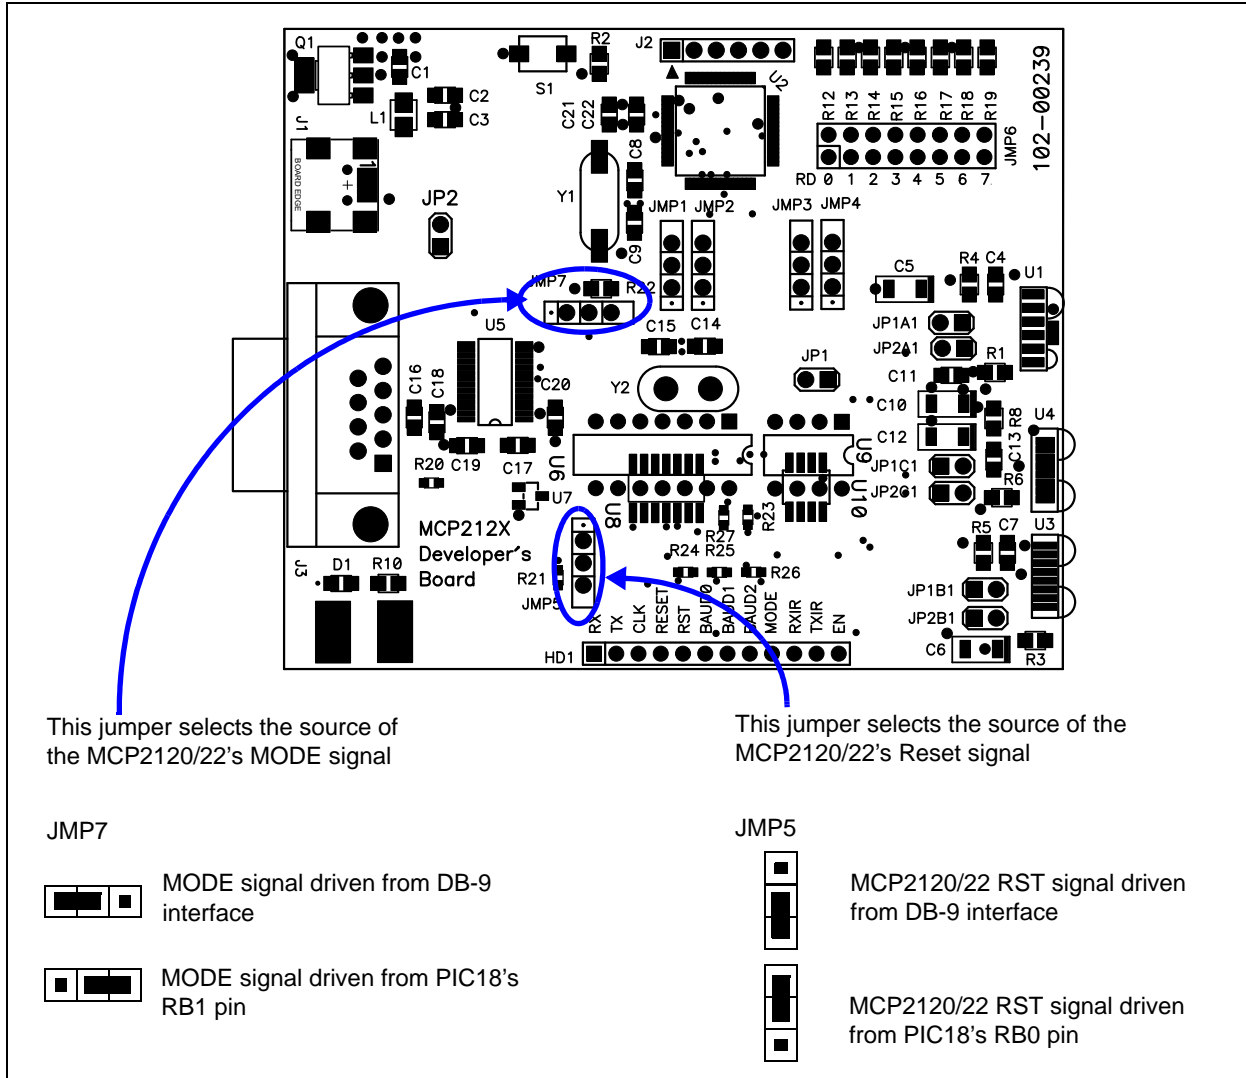 Q1
C1
R2
S1
J2
U2
C2
C3
L1
J1
BOARD EDGE
1
+
C21
C22
C8
R12
R13
R14
R15
R16
R17
R18
R19
JMP6
102-00239
RD 0 1 2 3 4 5 6 7
JP2
Y1
C9
JMP1
JMP2
JMP3
JMP4
JMP7
R22
C5
R4
C4
U1
U5
C15
C14
JP1A1
JP2A1
JP1
Y2
R1
C11
C16
C18
C20
C10
C12
R8
C13
U4
R20
C19
C17
U6
U9
JP1C1
JP2C1
R6
U7
U8
U10
R27
R23
MCP212X
Developer's
Board
R5
C7
U3
J3
D1
R10
R21
JMP5
R24
R25
R26
JP1B1
JP2B1
C6
R3
HD1
RX
TX
CLK
RESET
RST
BAUD0
BAUD1
BAUD2
MODE
RXIR
TXIR
EN
This jumper selects the source of
the MCP2120/22's MODE signal
This jumper selects the source of the
MCP2120/22's Reset signal
JMP7
MODE signal driven from DB-9
interface
MODE signal driven from PIC18's
RB1 pin
JMP5
MCP2120/22 RST signal driven
from DB-9 interface
MCP2120/22 RST signal driven
from PIC18's RB0 pin